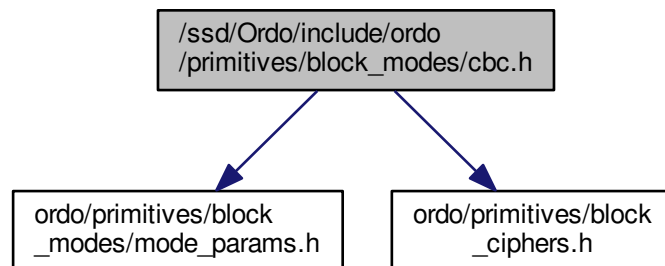 /ssd/Ordo/include/ordo
/primitives/block_modes/cbc.h
ordo/primitives/block
_modes/mode_params.h
ordo/primitives/block
_ciphers.h